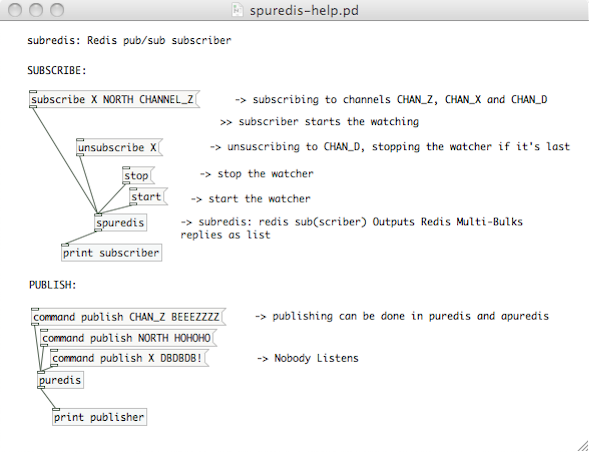 spuredis-help.pd
subredis: Redis pub/sub subscriber
SUBSCRIBE:
subscribe X NORTH CHANNEL_Z
-> subscribing to channels CHAN_Z, CHAN_X and CHAN_D
>> subscriber starts the watching
unsubscribe X
-> unsuscribing to CHAN_D, stopping the watcher if it's last
stop
-> stop the watcher
start
-> start the watcher
spuredis
-> subredis: redis sub(scriber) Outputs Redis Multi-Bulks
replies as list
print subscriber
PUBLISH:
command publish CHAN_Z BEEEZZZZ
-> publishing can be done in puredis and apuredis
command publish NORTH HOHOHO
command publish X DBDBDB!
-> Nobody Listens
puredis
print publisher